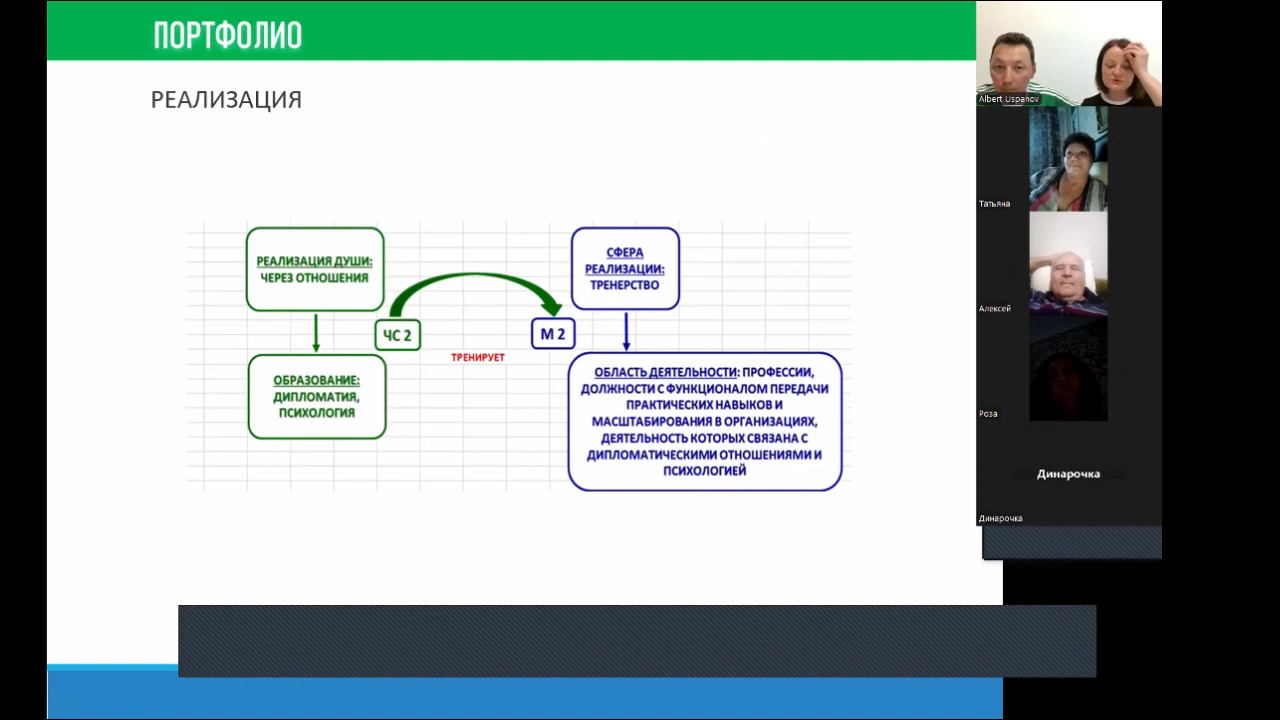 ПОРТФОЛИО
РЕАЛИЗАЦИЯ
РЕАЛИЗАЦИЯ ДУШИ:
ЧЕРЕЗ ОТНОШЕНИЯ
СФЕРА
РЕАЛИЗАЦИИ:
ТРЕНЕРСТВО
ЧС 2
М 2
ТРЕНИРУЕТ
ОБРАЗОВАНИЕ:
ДИПЛОМАТИЯ,
ПСИХОЛОГИЯ
ОБЛАСТЬ ДЕЯТЕЛЬНОСТИ: ПРОФЕССИИ,
ДОЛЖНОСТИ С ФУНКЦИОНАЛОМ ПЕРЕДАЧИ
ПРАКТИЧЕСКИХ НАВЫКОВ И
МАСШТАБИРОВАНИЯ В ОРГАНИЗАЦИЯХ,
ДЕЯТЕЛЬНОСТЬ КОТОРЫХ СВЯЗАНА С
ДИПЛОМАТИЧЕСКИМИ ОТНОШЕНИЯМИ И
ПСИХОЛОГИЕЙ
Albert Uspanov
Татьяна
Алексей
Роза
Динарочка
Динарочка